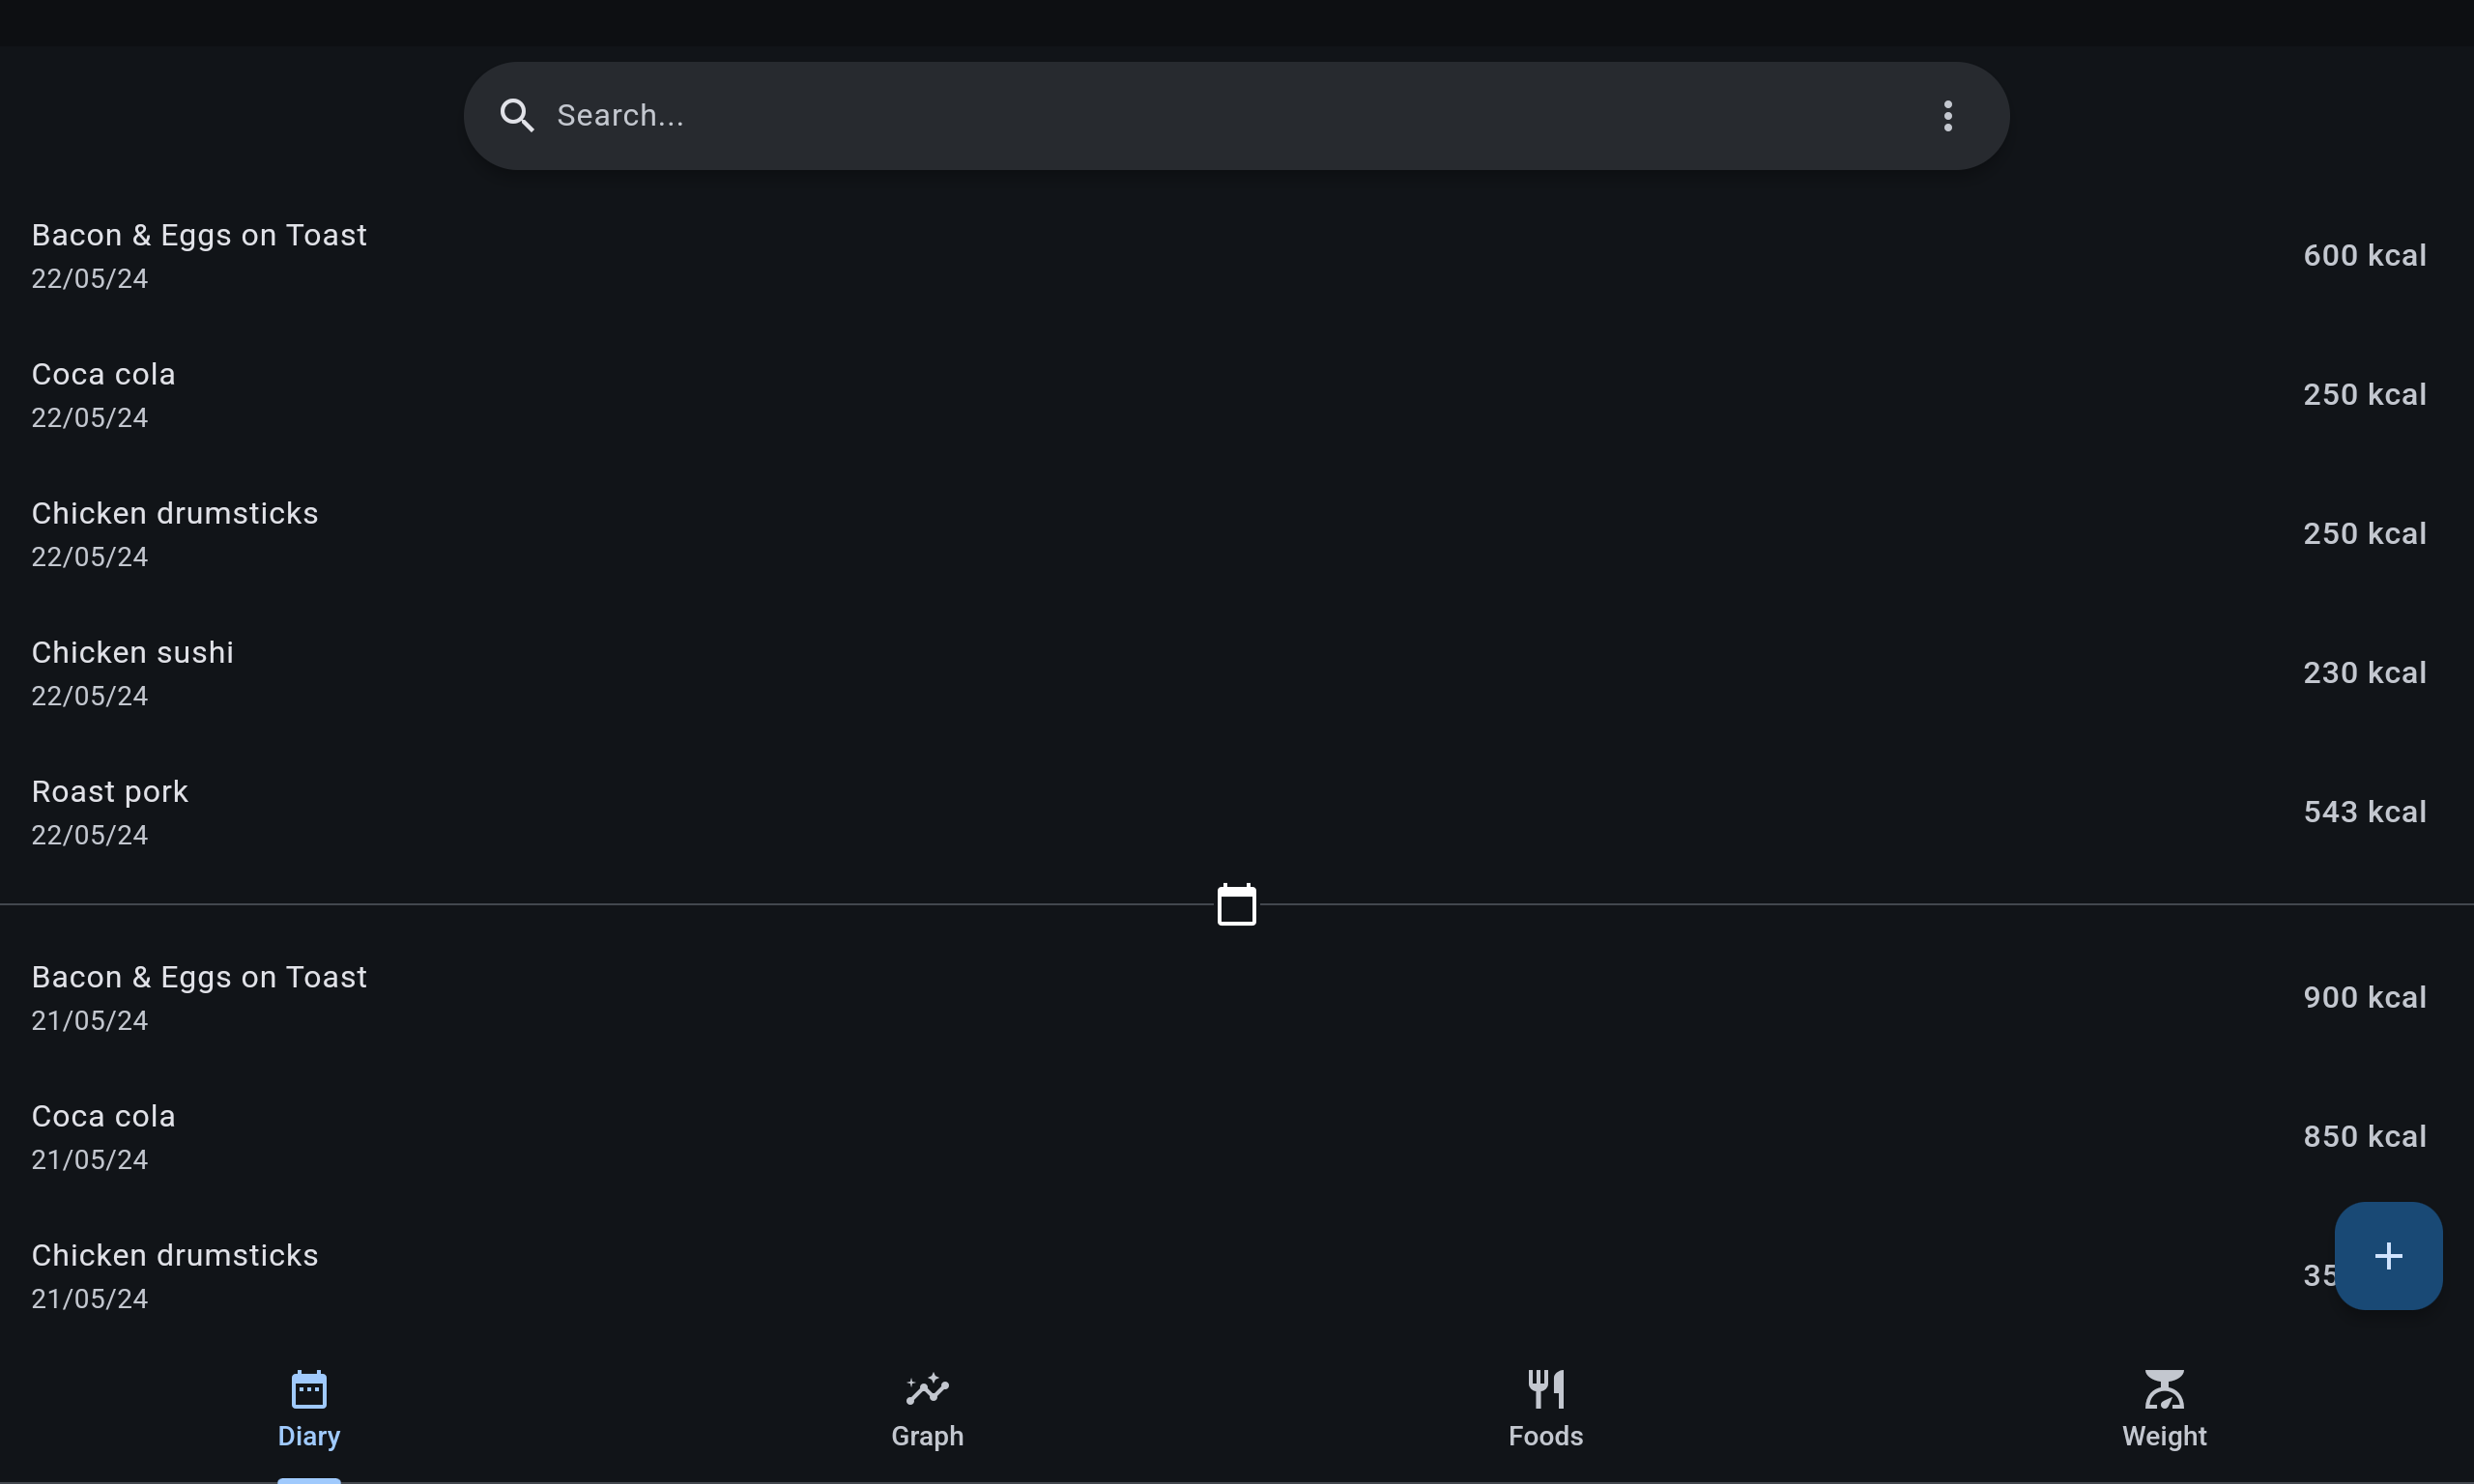 Search...
Bacon & Eggs on Toast
22/05/24
600 kcal
Coca cola
22/05/24
250 kcal
Chicken drumsticks
22/05/24
250 kcal
Chicken sushi
22/05/24
230 kcal
Roast pork
22/05/24
543 kcal
Bacon & Eggs on Toast
21/05/24
900 kcal
Coca cola
21/05/24
850 kcal
Chicken drumsticks
21/05/24
Diary
Graph
Foods
Weight